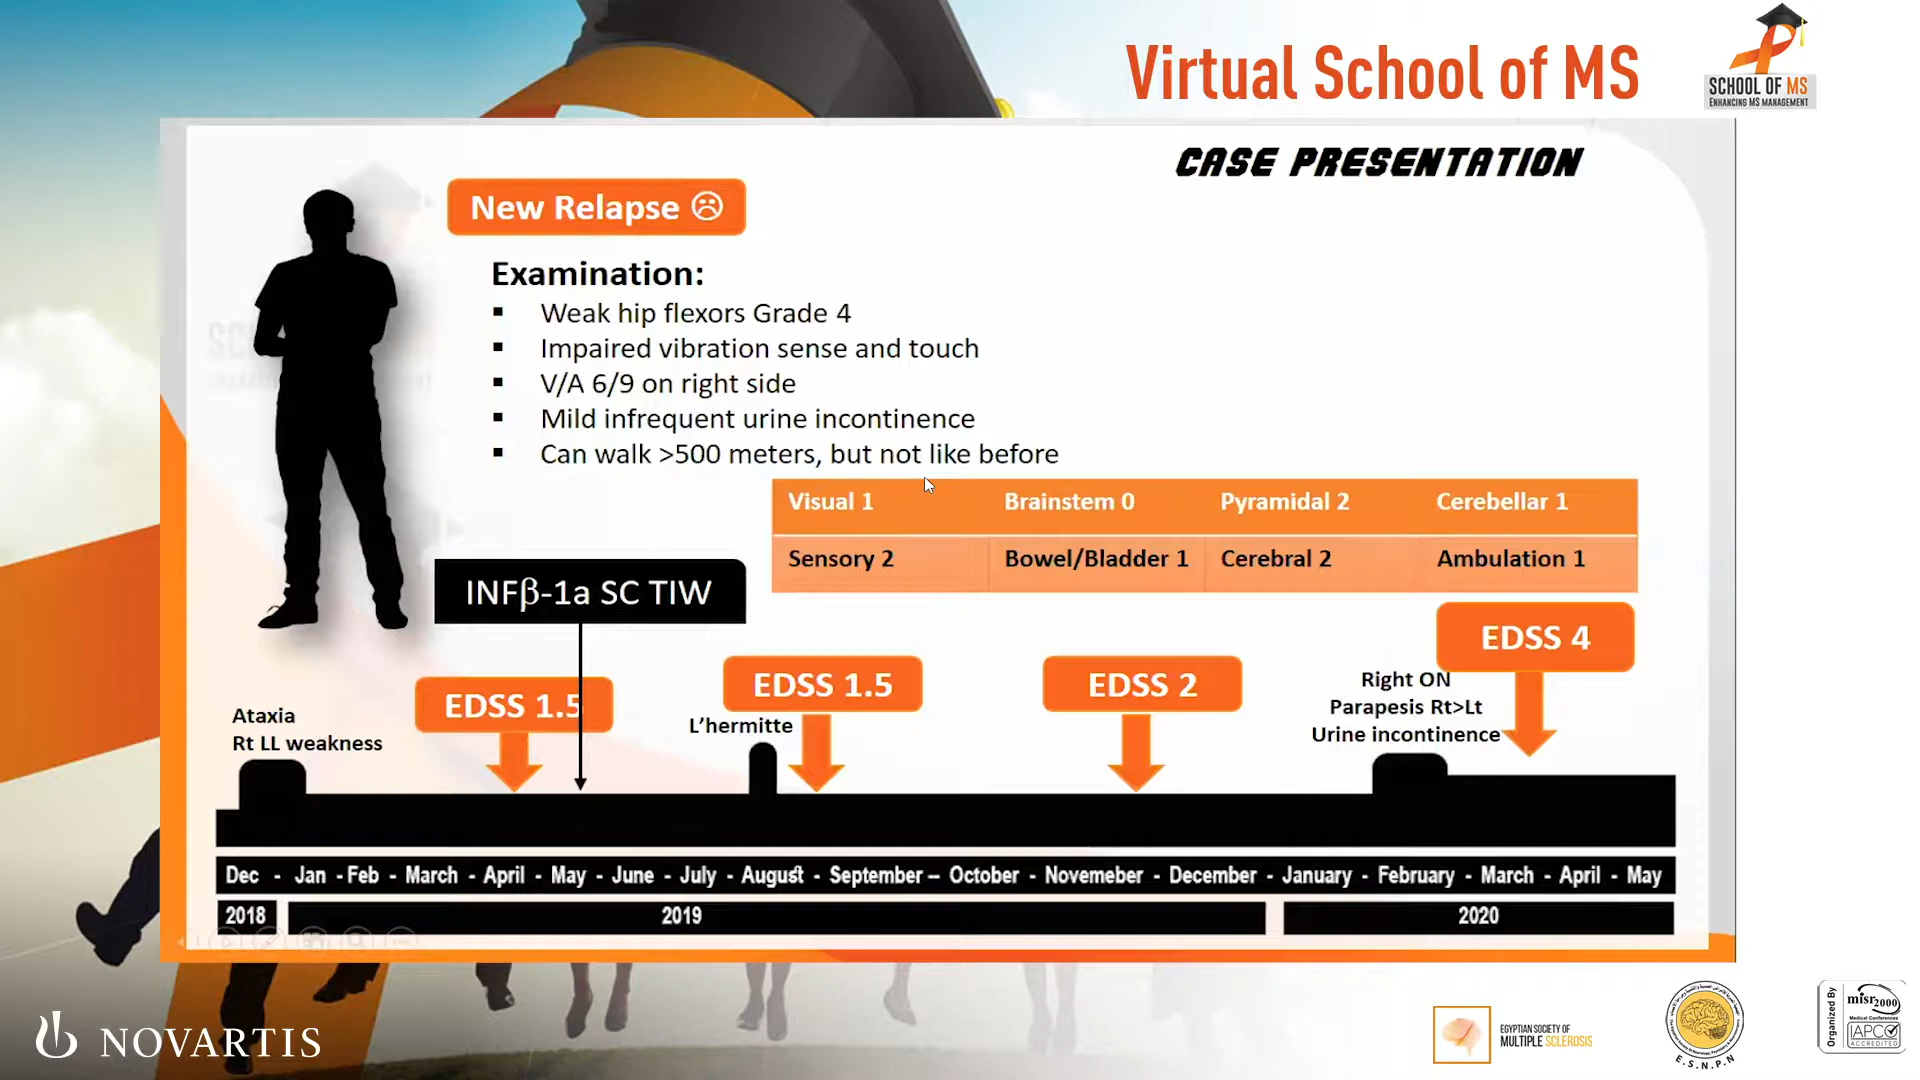 Virtual School of MS
SCHOOL OF MS
ENHANCING MS MANAGEMENT
CASE PRESENTATION
New Relapse ☹
Examination:
▪ Weak hip flexors Grade 4
▪ Impaired vibration sense and touch
▪ V/A 6/9 on right side
▪ Mild infrequent urine incontinence
▪ Can walk >500 meters, but not like before
Visual 1 Brainstem 0 Pyramidal 2 Cerebellar 1
Sensory 2 Bowel/Bladder 1 Cerebral 2 Ambulation 1
INFβ-1a SC TIW
EDSS 1.5
EDSS 1.5
EDSS 2
EDSS 4
Ataxia
Rt LL weakness
L'hermitte
Right ON
Parapesis Rt>Lt
Urine incontinence
Dec - Jan - Feb - March - April - May - June - July - August - September – October - Novemeber - December - January - February - March - April - May
2018 2019 2020
NOVARTIS
EGYPTIAN SOCIETY OF
MULTIPLE SCLEROSIS
E.S.N.P.N
Organized By
misr2000
Medical Conferences
IAPCO
ACCREDITED